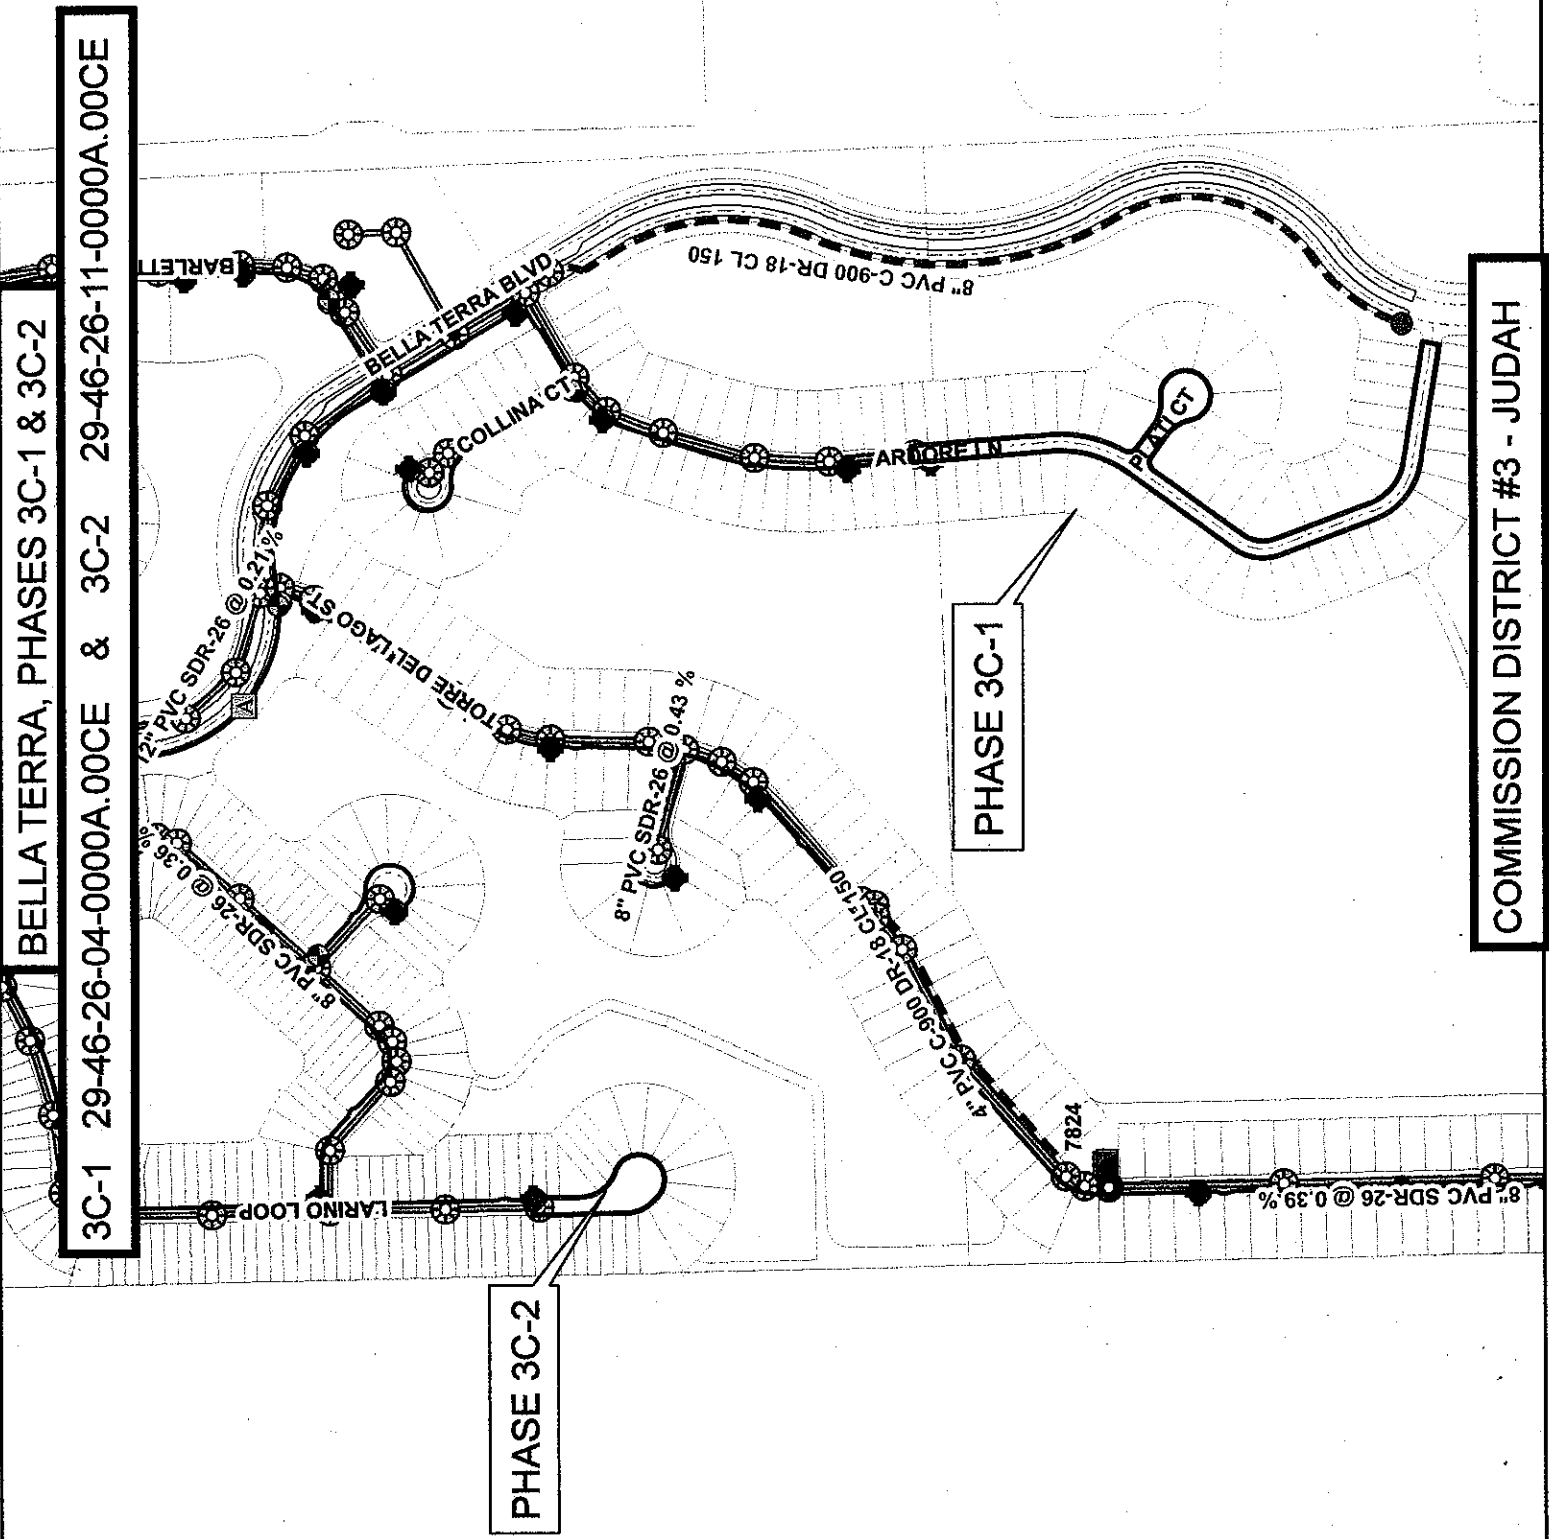 BELLA TERRA, PHASES 3C-1 & 3C-2
3C-1 29-46-26-04-0000A.00CE & 3C-2 29-46-26-11-0000A.00CE
BARLETT
BELLA TERRA BLVD
COLLINA CT
8" PVC C-900 DR-18 CL 150
ARDORE LN
PLATI CT
12" PVC SDR-26 @ 0.21%
A
TORRE DEL LAGO ST
8" PVC SDR-26 @ 0.43 %
8" PVC SDR-26 @ 0.36 %
4" PVC C-900 DR-18 CL 150
7824
LARINO LOOP
8" PVC SDR-26 @ 0.39 %
PHASE 3C-1
PHASE 3C-2
COMMISSION DISTRICT #3 - JUDAH